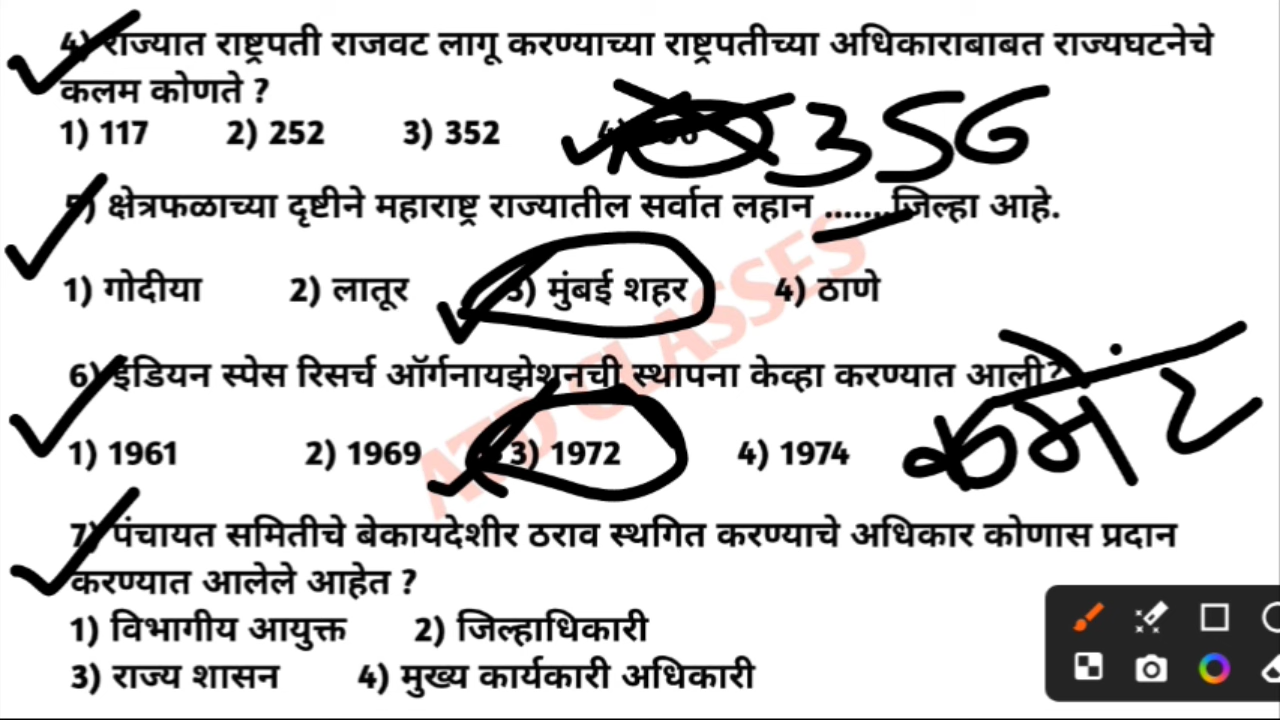 4) राज्यात राष्ट्रपती राजवट लागू करण्याच्या राष्ट्रपतीच्या अधिकाराबाबत राज्यघटनेचे
कलम कोणते ?
1) 117 2) 252 3) 352 4) 356
5) क्षेत्रफळाच्या दृष्टीने महाराष्ट्र राज्यातील सर्वात लहान .......जिल्हा आहे.
1) गोदीया 2) लातूर 3) मुंबई शहर 4) ठाणे
6) इंडियन स्पेस रिसर्च ऑर्गनायझेशनची स्थापना केव्हा करण्यात आली?
1) 1961 2) 1969 3) 1972 4) 1974
7) पंचायत समितीचे बेकायदेशीर ठराव स्थगित करण्याचे अधिकार कोणास प्रदान
करण्यात आलेले आहेत ?
1) विभागीय आयुक्त 2) जिल्हाधिकारी
3) राज्य शासन 4) मुख्य कार्यकारी अधिकारी
ATD CLASSES